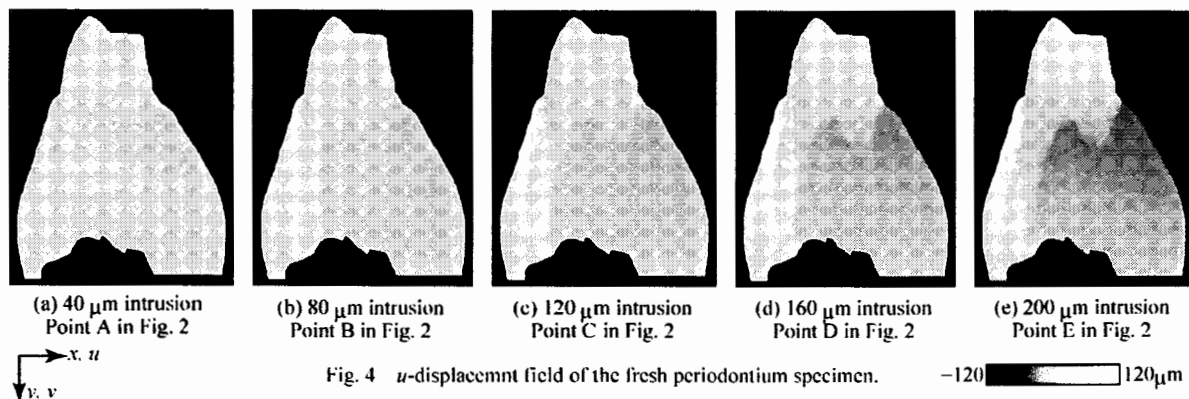 (a) 40 μm intrusion
Point A in Fig. 2
(b) 80 μm intrusion
Point B in Fig. 2
(c) 120 μm intrusion
Point C in Fig. 2
(d) 160 μm intrusion
Point D in Fig. 2
(e) 200 μm intrusion
Point E in Fig. 2
x, u
y, v
Fig. 4 u-displacemnt field of the fresh periodontium specimen.
−120 120μm